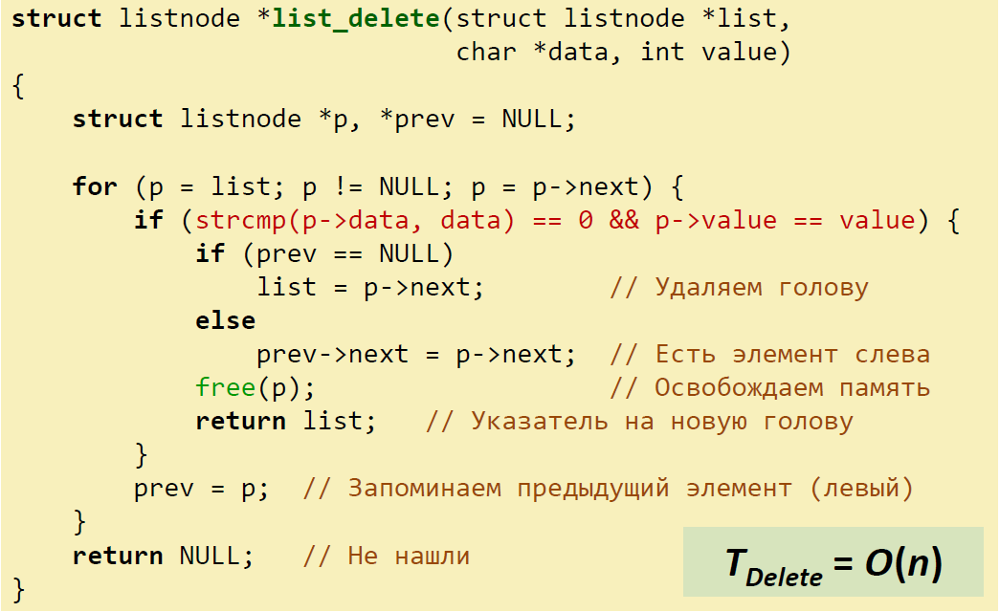 struct listnode *list_delete(struct listnode *list,
                             char *data, int value)
{
    struct listnode *p, *prev = NULL;

    for (p = list; p != NULL; p = p->next) {
        if (strcmp(p->data, data) == 0 && p->value == value) {
            if (prev == NULL)
                list = p->next;        // Удаляем голову
            else
                prev->next = p->next;  // Есть элемент слева
            free(p);                   // Освобождаем память
            return list;   // Указатель на новую голову
        }
        prev = p;  // Запоминаем предыдущий элемент (левый)
    }
    return NULL;   // Не нашли
}
T Delete = O(n)